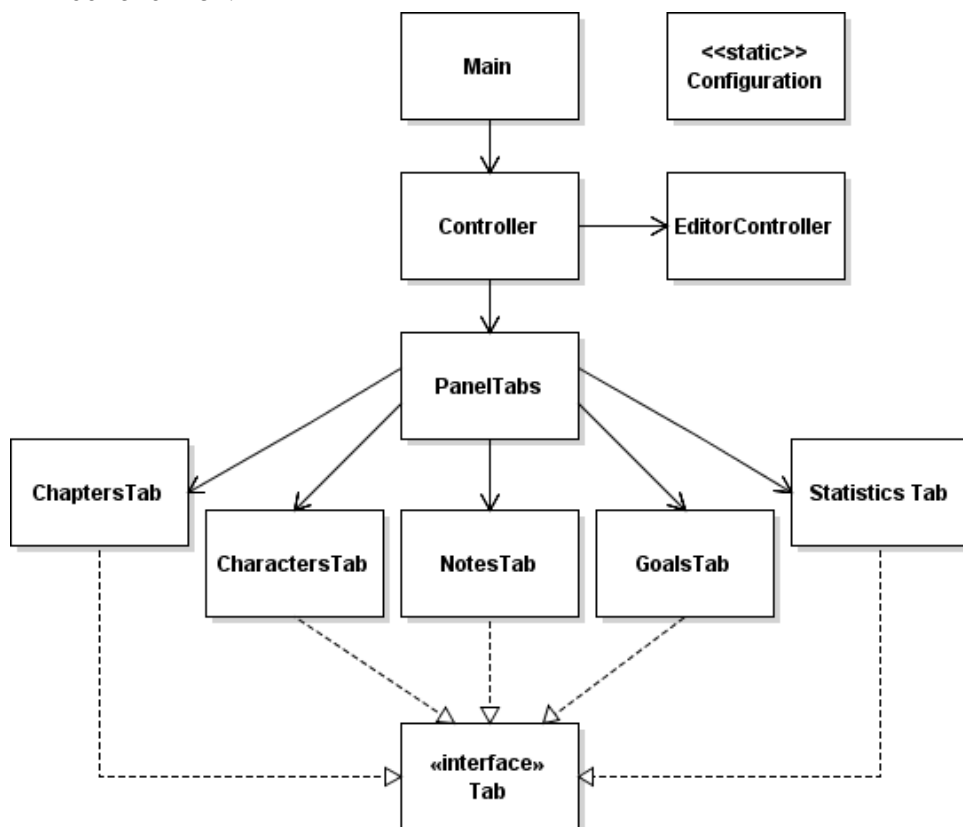 Main
<<static>>
Configuration
Controller
EditorController
PanelTabs
ChaptersTab
Statistics Tab
CharactersTab
NotesTab
GoalsTab
«interface»
Tab